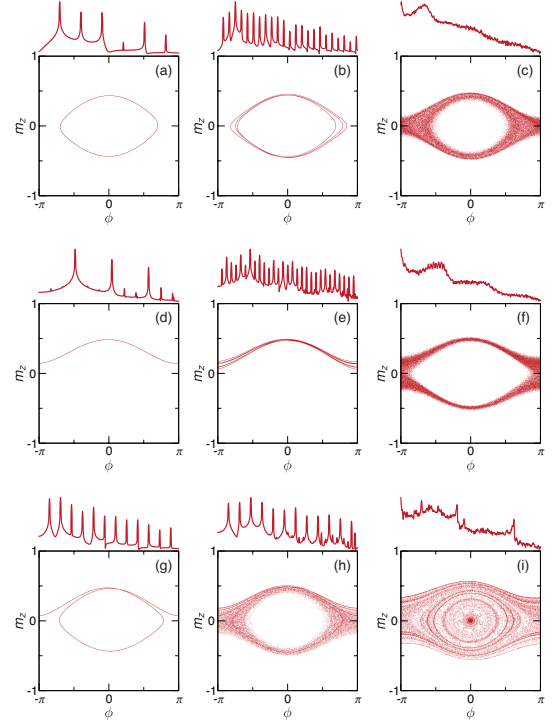 (a) (b) (c)
1 1 1
m_z 0 m_z 0 m_z 0
-1 -1 -1
-π 0 π -π 0 π -π 0 π
ϕ ϕ ϕ
(d) (e) (f)
1 1 1
m_z 0 m_z 0 m_z 0
-1 -1 -1
-π 0 π -π 0 π -π 0 π
ϕ ϕ ϕ
(g) (h) (i)
1 1 1
m_z 0 m_z 0 m_z 0
-1 -1 -1
-π 0 π -π 0 π -π 0 π
ϕ ϕ ϕ